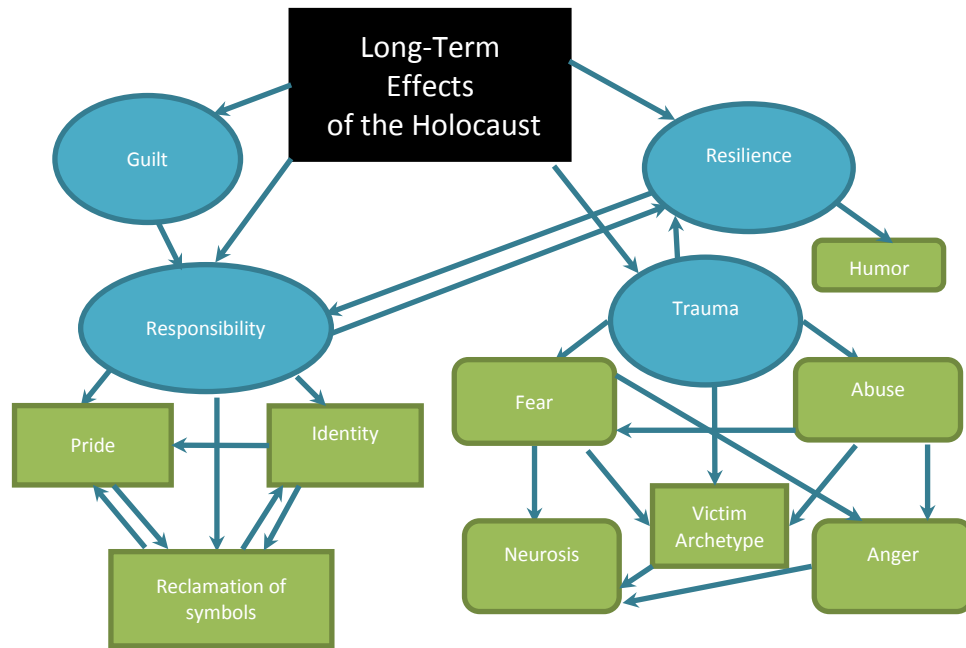 Long-Term
Effects
of the Holocaust
Guilt
Resilience
Humor
Responsibility
Trauma
Fear
Abuse
Pride
Identity
Victim
Archetype
Neurosis
Anger
Reclamation of
symbols